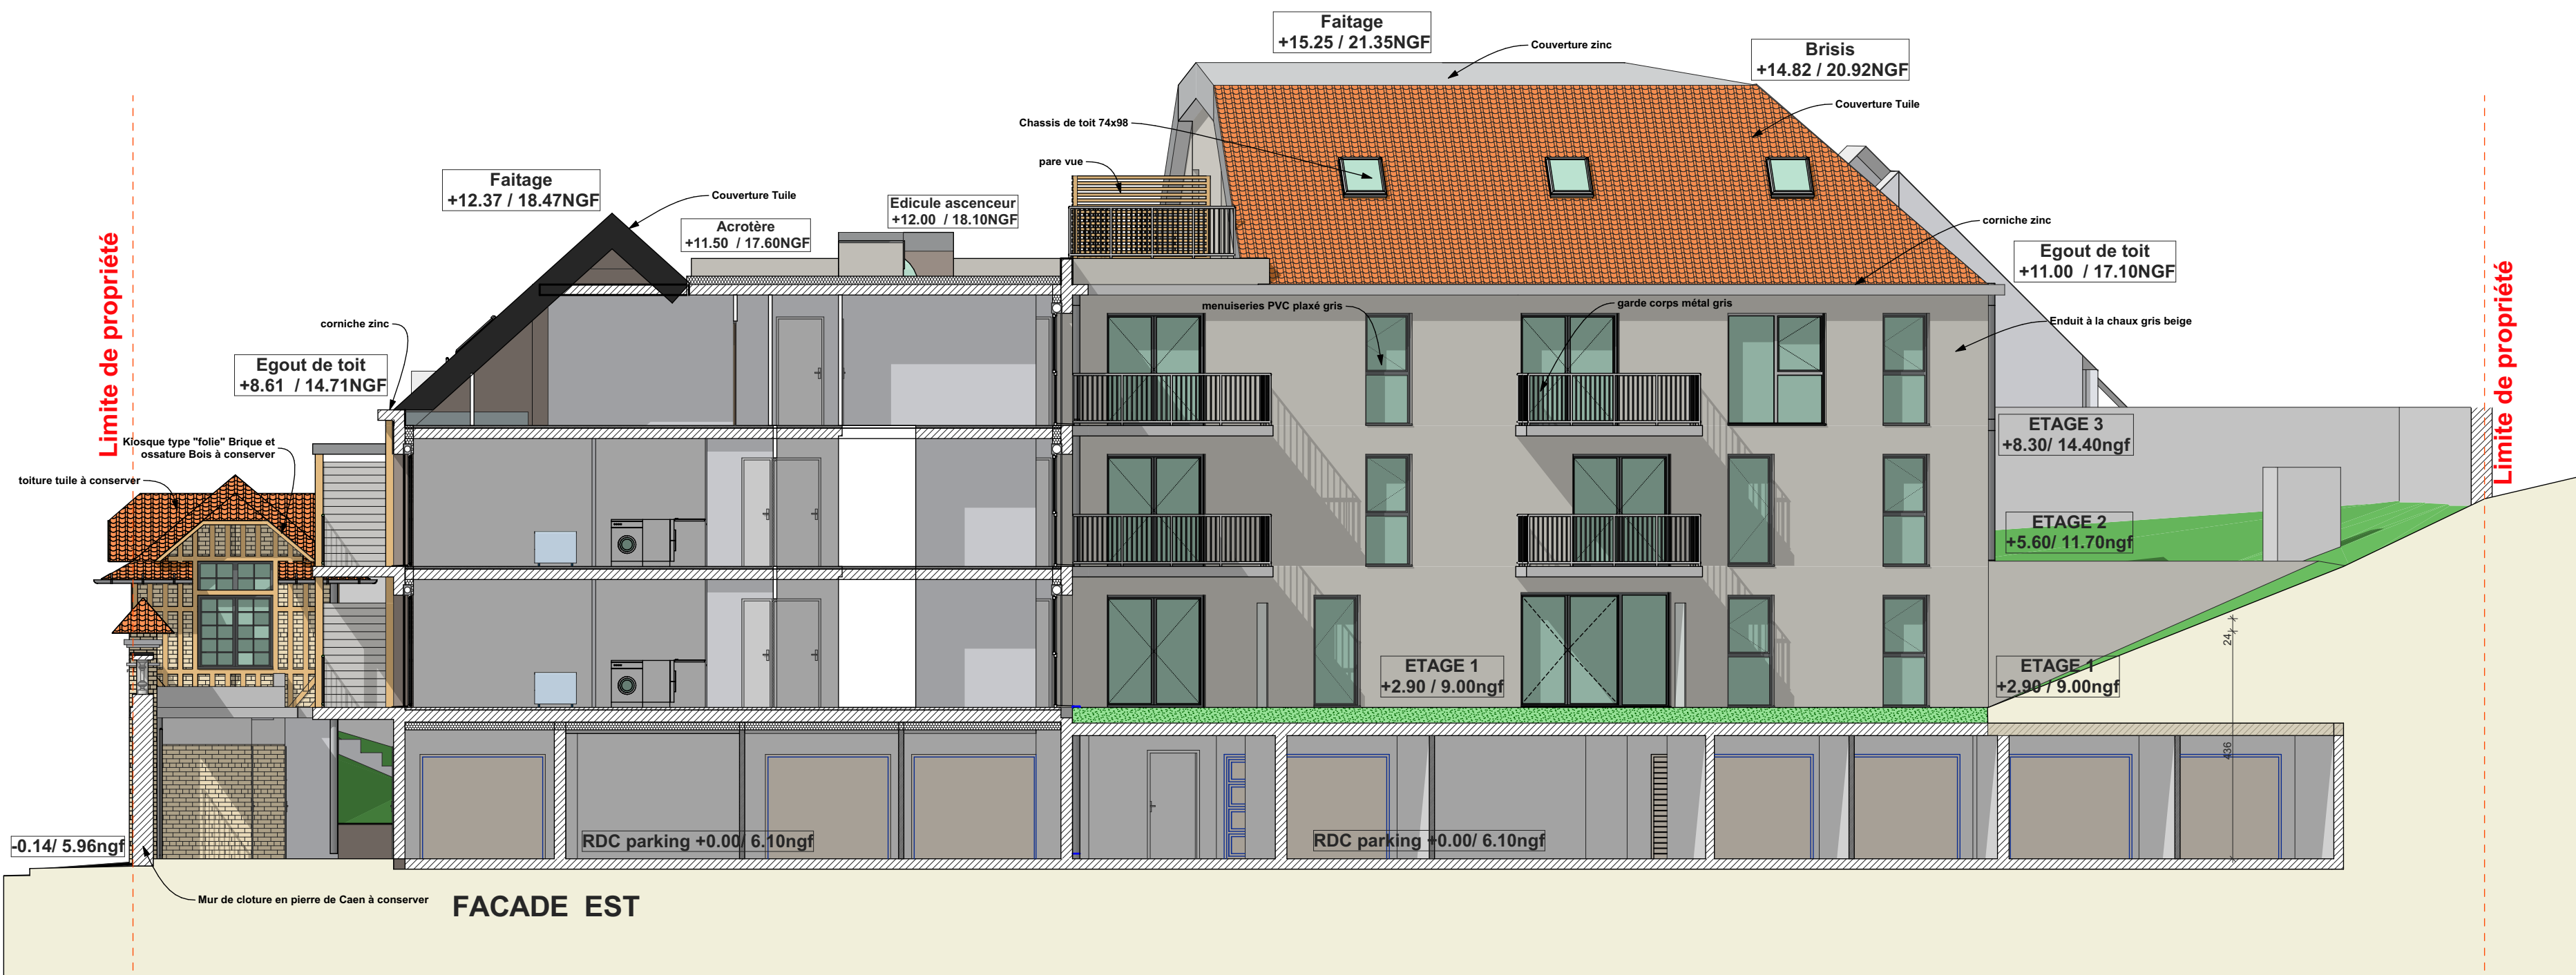 Faitage
+15.25 / 21.35NGF
Couverture zinc
Brisis
+14.82 / 20.92NGF
Couverture Tuile
Chassis de toit 74x98
pare vue
Faitage
+12.37 / 18.47NGF
Couverture Tuile
Edicule ascenceur
+12.00 / 18.10NGF
Acrotère
+11.50 / 17.60NGF
corniche zinc
Egout de toit
+11.00 / 17.10NGF
Limite de propriété
Limite de propriété
menuiseries PVC plaxé gris
garde corps métal gris
Enduit à la chaux gris beige
corniche zinc
Egout de toit
+8.61 / 14.71NGF
Kiosque type "folie" Brique et
ossature Bois à conserver
toiture tuile à conserver
ETAGE 3
+8.30/ 14.40ngf
ETAGE 2
+5.60/ 11.70ngf
24
ETAGE 1
+2.90 / 9.00ngf
ETAGE 1
+2.90 / 9.00ngf
436
-0.14/ 5.96ngf
RDC parking +0.00/ 6.10ngf
RDC parking +0.00/ 6.10ngf
Mur de cloture en pierre de Caen à conserver
FACADE EST